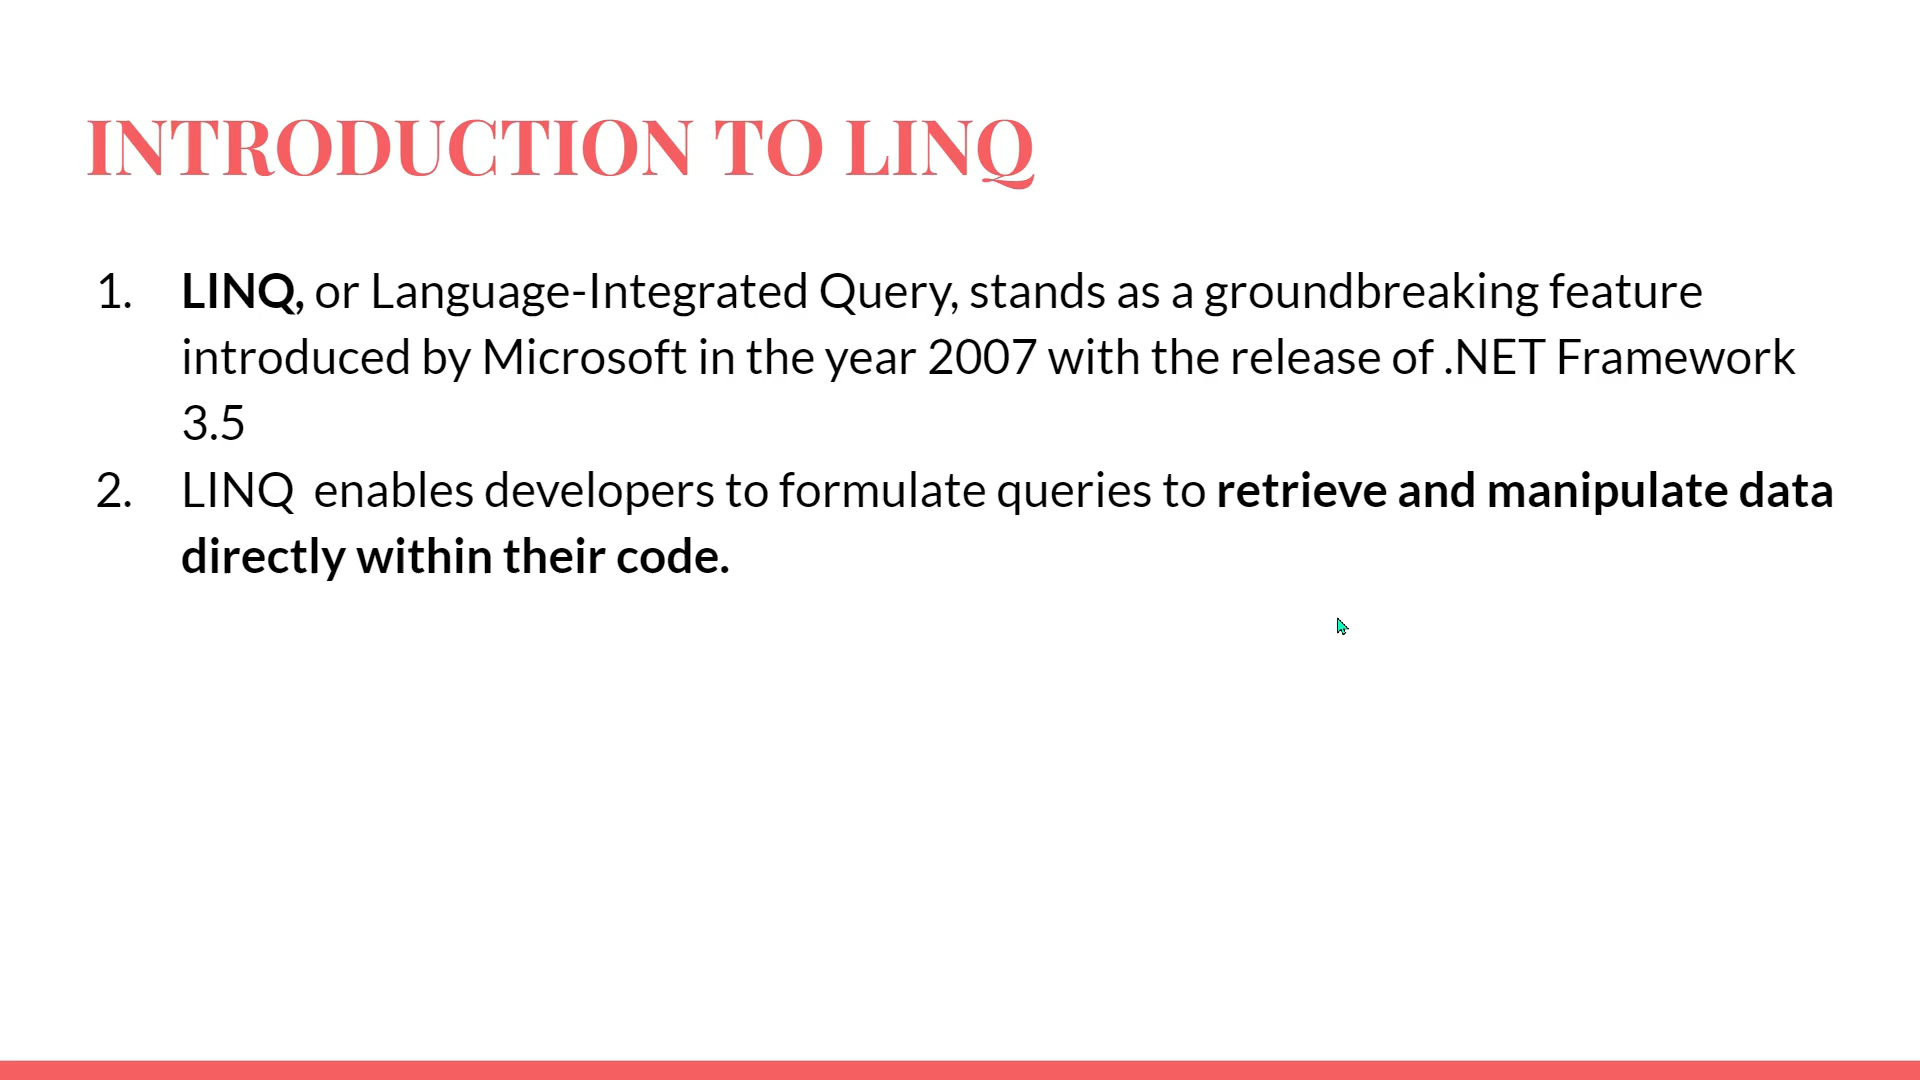 INTRODUCTION TO LINQ
1. LINQ, or Language-Integrated Query, stands as a groundbreaking feature
introduced by Microsoft in the year 2007 with the release of .NET Framework
3.5
2. LINQ  enables developers to formulate queries to retrieve and manipulate data
directly within their code.